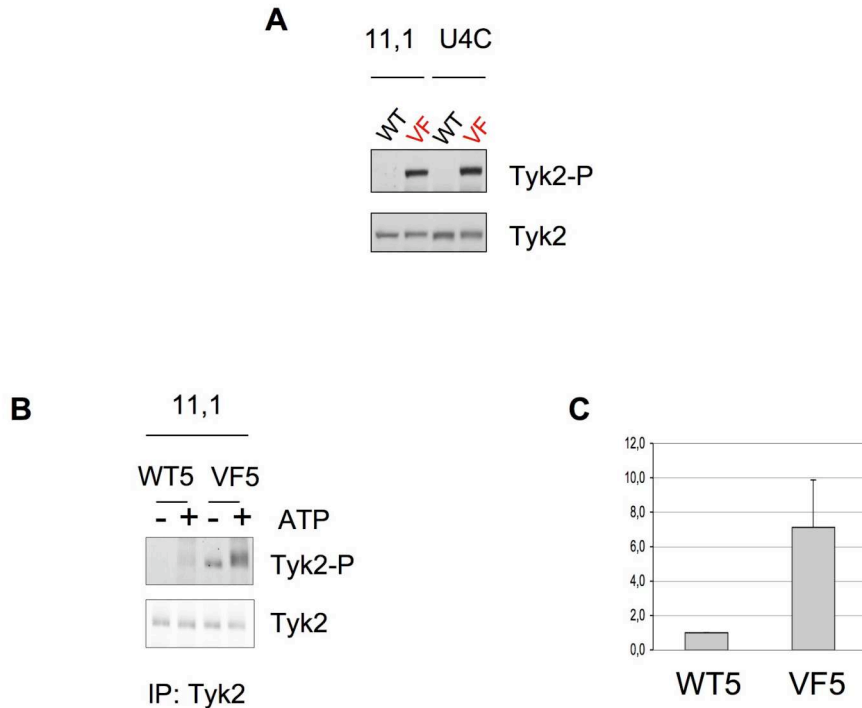 A
11,1 U4C
WT VF WT VF
Tyk2-P
Tyk2
B
11,1
WT5 VF5
- + - + ATP
Tyk2-P
Tyk2
IP: Tyk2
C
12,0
10,0
8,0
6,0
4,0
2,0
0,0
WT5 VF5